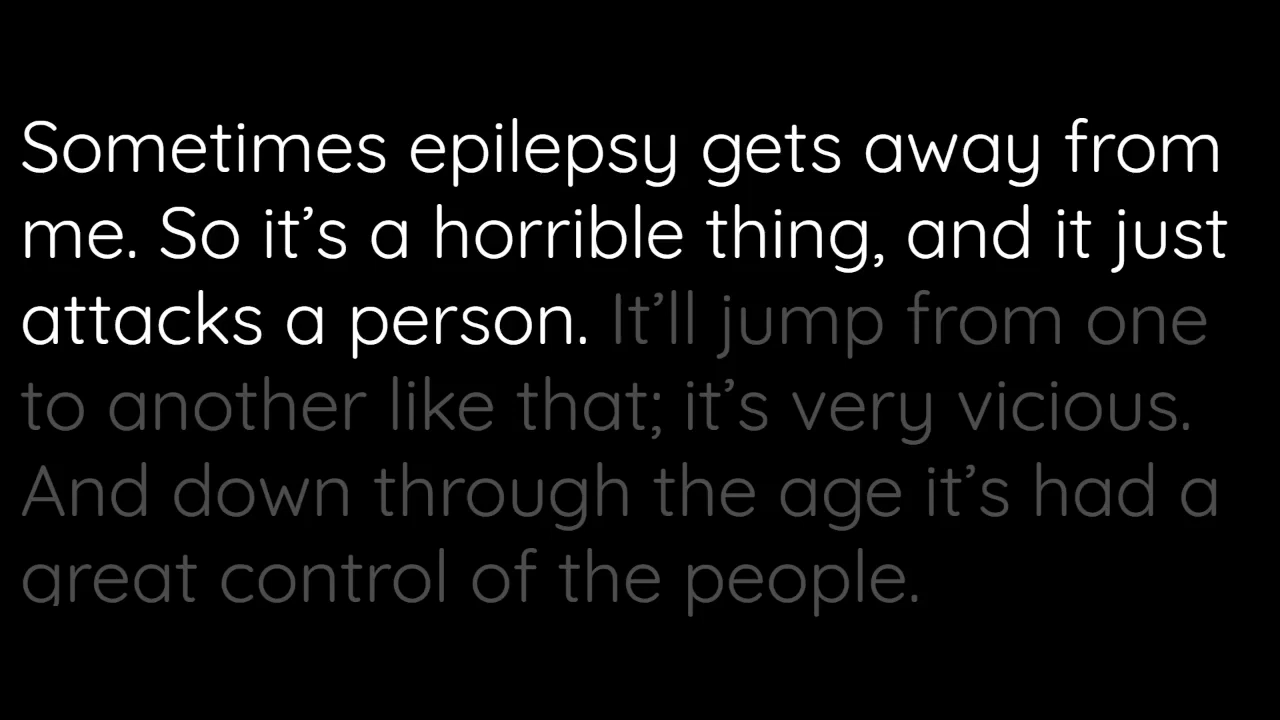 Sometimes epilepsy gets away from
me. So it’s a horrible thing, and it just
attacks a person. It’ll jump from one
to another like that; it’s very vicious.
And down through the age it’s had a
great control of the people.